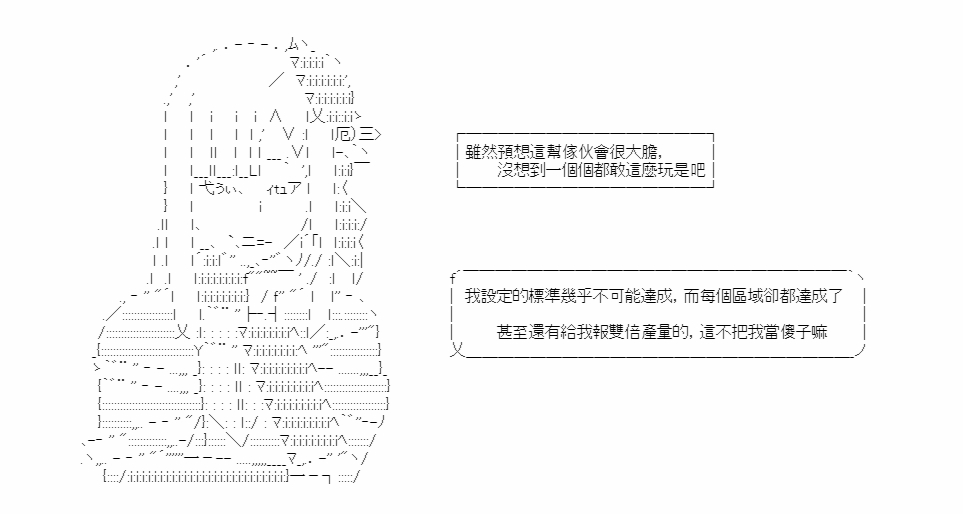 雖然預想這幫傢伙會很大膽，
沒想到一個個都敢這麼玩是吧
我設定的標準幾乎不可能達成，而每個區域卻都達成了
甚至還有給我報雙倍產量的，這不把我當傻子嘛